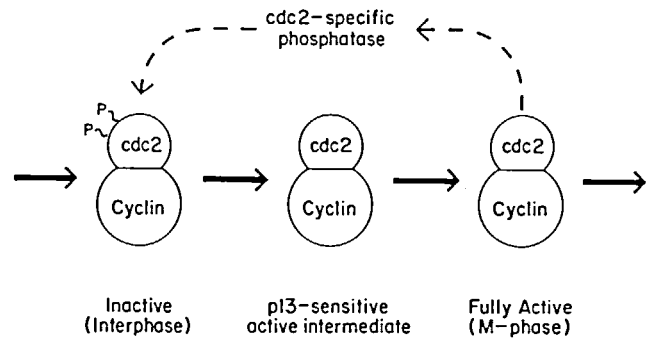 cdc2-specific
phosphatase
P
P
cdc2
cdc2
cdc2
Cyclin
Cyclin
Cyclin
Inactive
(Interphase)
p13-sensitive
active intermediate
Fully Active
(M-phase)